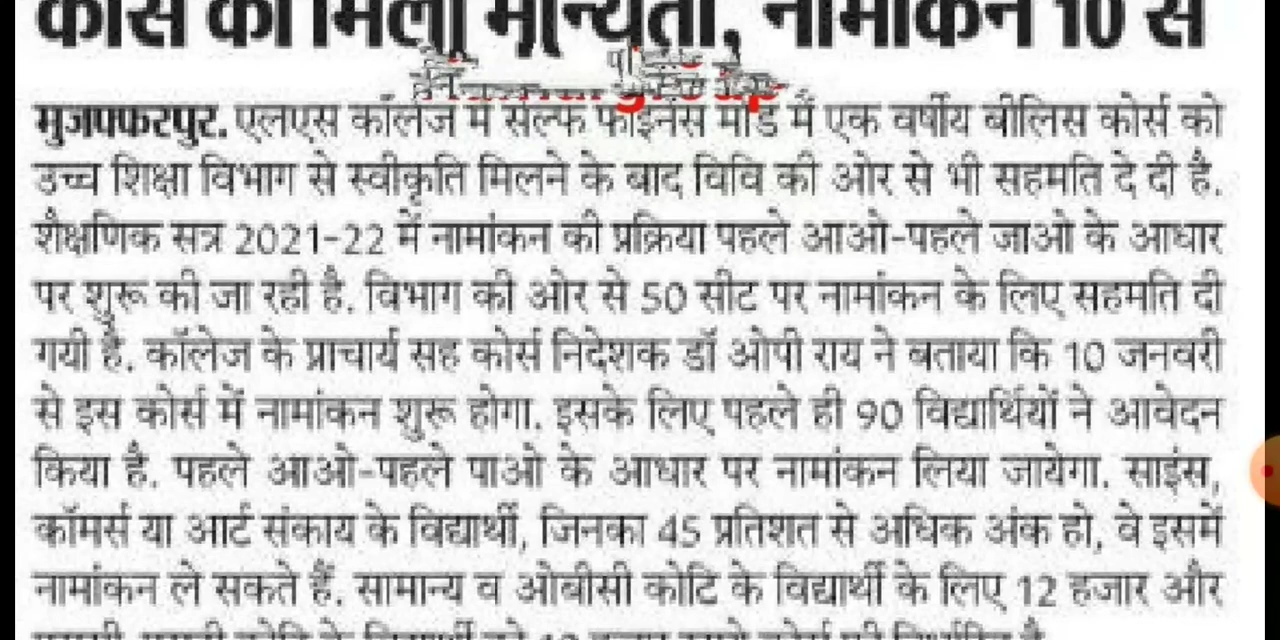 कोर्स को मिली मान्यता, नामांकन 10 से
मुजफ्फरपुर. एलएस कॉलेज में सेल्फ फाइनेंस मोड में एक वर्षीय बीलिस कोर्स को
उच्च शिक्षा विभाग से स्वीकृति मिलने के बाद विवि की ओर से भी सहमति दे दी है.
शैक्षणिक सत्र 2021-22 में नामांकन की प्रक्रिया पहले आओ-पहले जाओ के आधार
पर शुरू की जा रही है. विभाग की ओर से 50 सीट पर नामांकन के लिए सहमति दी
गयी है. कॉलेज के प्राचार्य सह कोर्स निदेशक डॉ ओपी राय ने बताया कि 10 जनवरी
से इस कोर्स में नामांकन शुरू होगा. इसके लिए पहले ही 90 विद्यार्थियों ने आवेदन
किया है. पहले आओ-पहले पाओ के आधार पर नामांकन लिया जायेगा. साइंस,
कॉमर्स या आर्ट संकाय के विद्यार्थी, जिनका 45 प्रतिशत से अधिक अंक हो, वे इसमें
नामांकन ले सकते हैं. सामान्य व ओबीसी कोटि के विद्यार्थी के लिए 12 हजार और